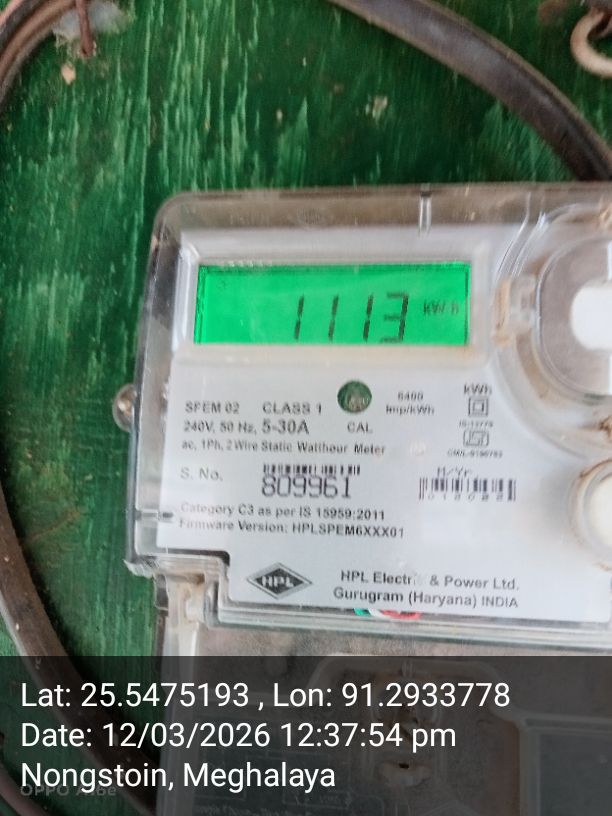 1113 kW h
SFEM 02 CLASS 1
6400 imp/kWh
kWh
240V, 50 Hz, 5-30A CAL
ac, 1Ph, 2 Wire Static Watthour Meter
S. No.
809961
M/Yr.
Category C3 as per IS 15959:2011
Firmware Version: HPLSPEM6XXX01
HPL
HPL Electric & Power Ltd.
Gurugram (Haryana) INDIA
Lat: 25.5475193 , Lon: 91.2933778
Date: 12/03/2026 12:37:54 pm
Nongstoin, Meghalaya